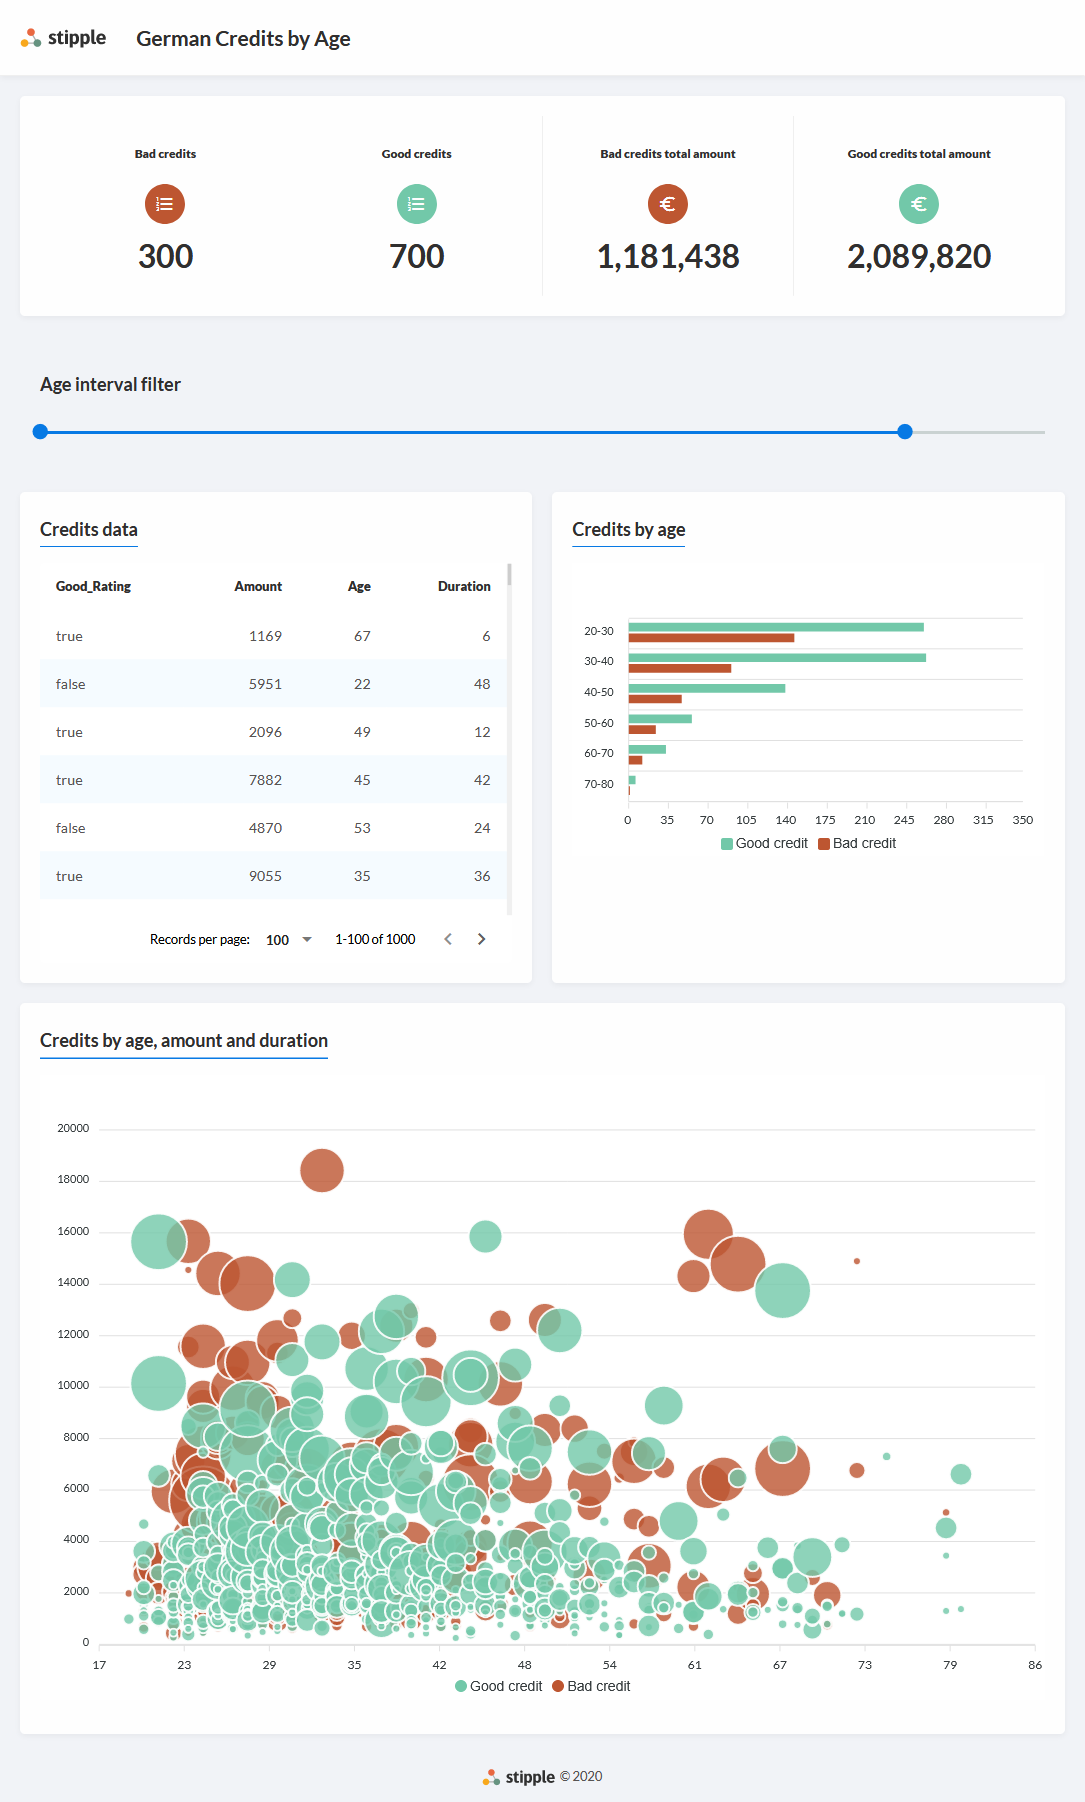 stipple German Credits by Age
Bad credits Good credits Bad credits total amount Good credits total amount
300 700 1,181,438 2,089,820
Age interval filter
Credits data
Good_Rating Amount Age Duration
true 1169 67 6
false 5951 22 48
true 2096 49 12
true 7882 45 42
false 4870 53 24
true 9055 35 36
Records per page: 100 1-100 of 1000
Credits by age
20-30
30-40
40-50
50-60
60-70
70-80
0 35 70 105 140 175 210 245 280 315 350
Good credit Bad credit
Credits by age, amount and duration
20000
18000
16000
14000
12000
10000
8000
6000
4000
2000
0
17 23 29 35 42 48 54 61 67 73 79 86
Good credit Bad credit
stipple © 2020